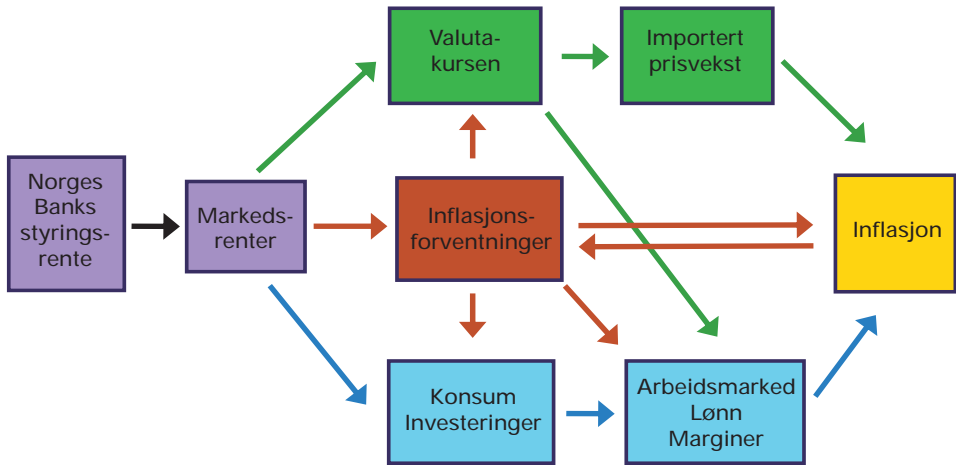 Norges
Banks
styrings-
rente
Markeds-
renter
Valuta-
kursen
Importert
prisvekst
Inflasjons-
forventninger
Inflasjon
Konsum
Investeringer
Arbeidsmarked
Lønn
Marginer